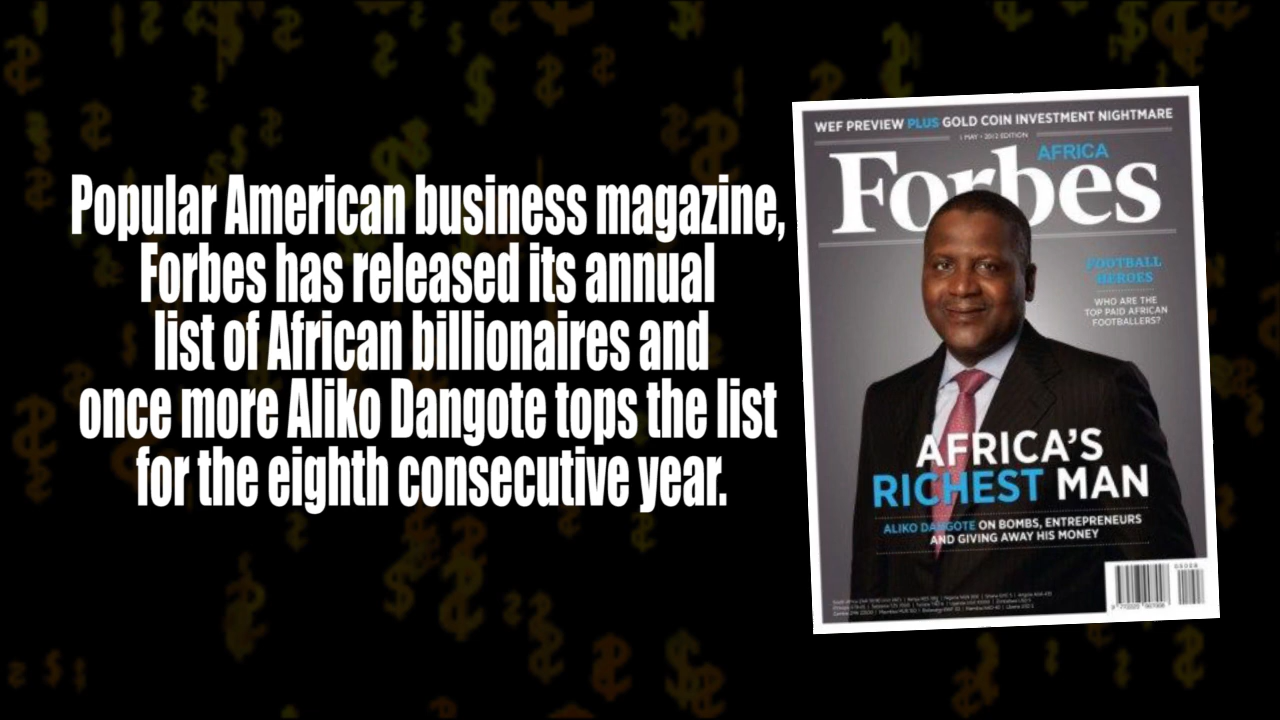 Popular American business magazine,
Forbes has released its annual
list of African billionaires and
once more Aliko Dangote tops the list
for the eighth consecutive year.
WEF PREVIEW PLUS GOLD COIN INVESTMENT NIGHTMARE
1 MAY • 2012 EDITION
AFRICA
Forbes
FOOTBALL
HEROES
WHO ARE THE
TOP PAID AFRICAN
FOOTBALLERS?
AFRICA'S
RICHEST MAN
ALIKO DANGOTE ON BOMBS, ENTREPRENEURS
AND GIVING AWAY HIS MONEY